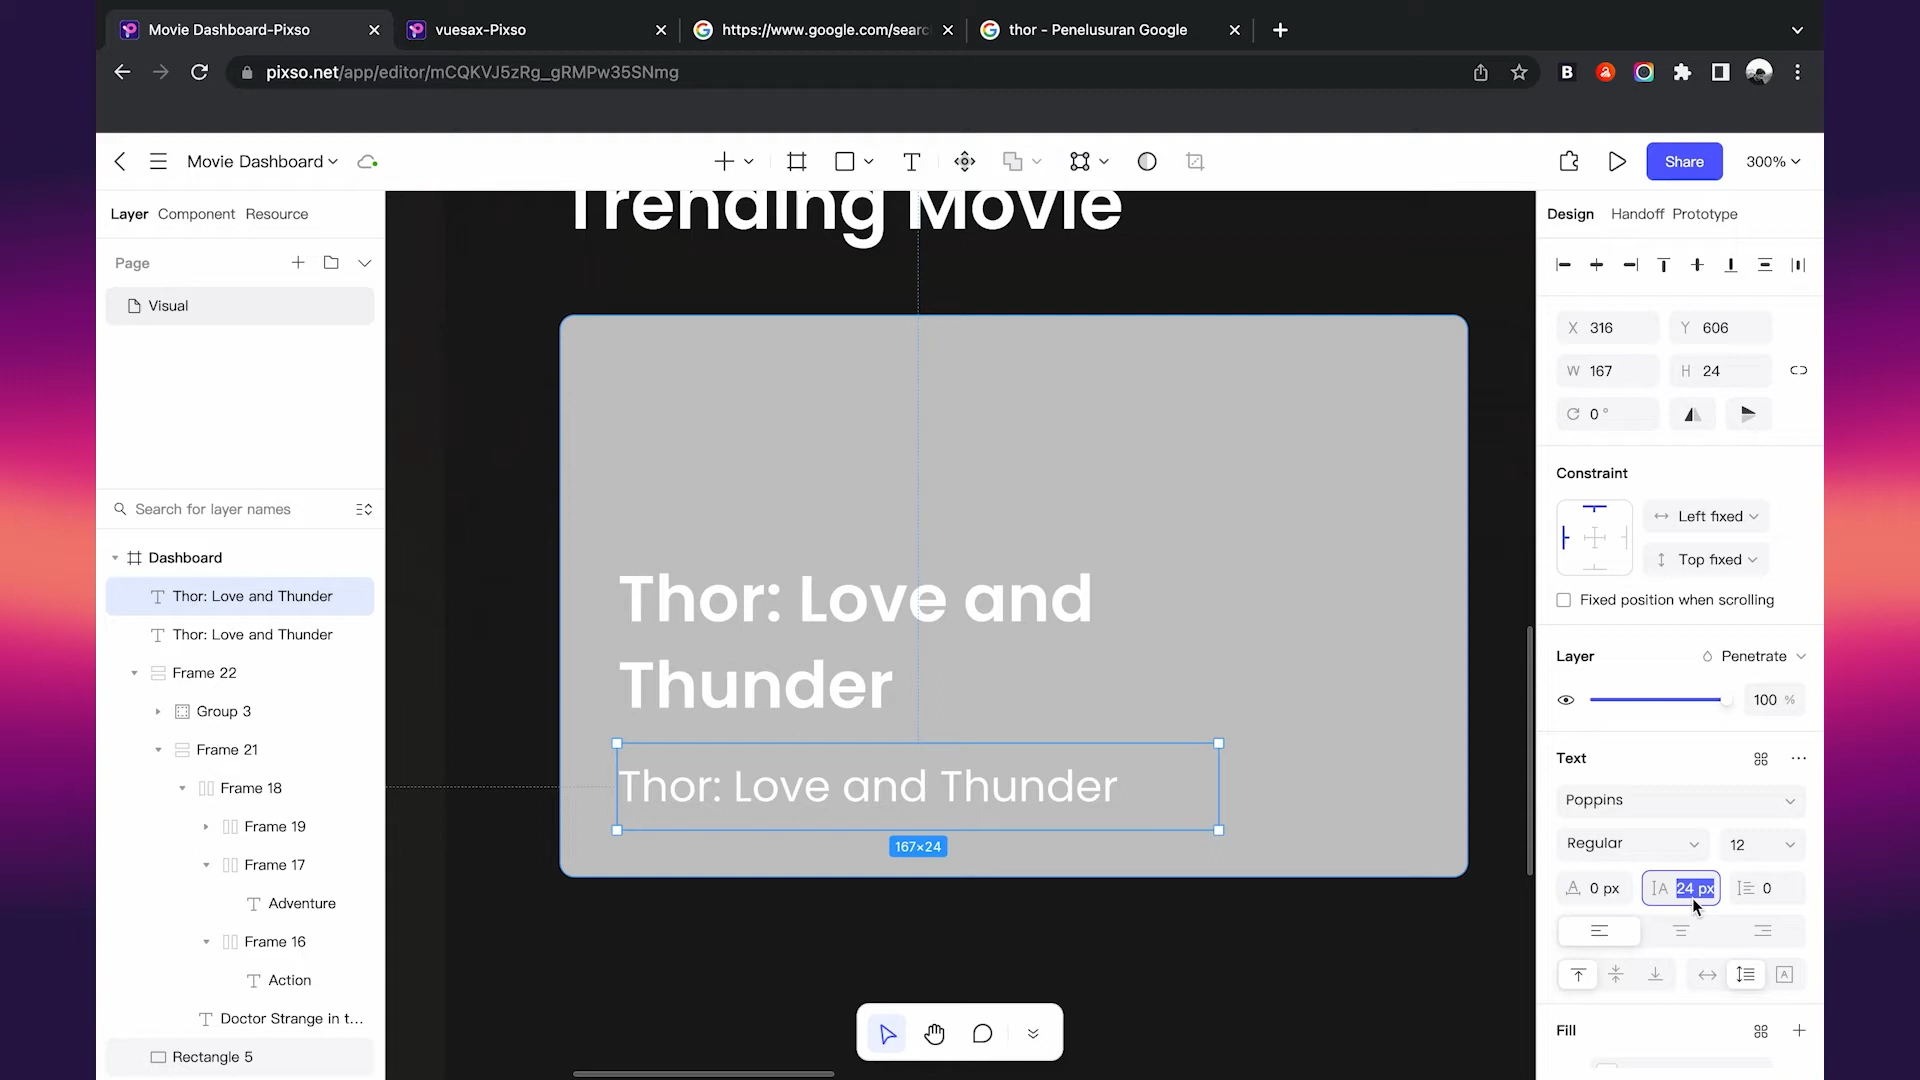 Movie Dashboard-Pixso
vuesax-Pixso
https://www.google.com/searc
thor - Penelusuran Google
pixso.net/app/editor/mCQKVJ5zRg_gRMPw35SNmg
B
Movie Dashboard
T
Share
300%
Layer Component Resource
Page
Visual
Search for layer names
Dashboard
Thor: Love and Thunder
Thor: Love and Thunder
Frame 22
Group 3
Frame 21
Frame 18
Frame 19
Frame 17
Adventure
Frame 16
Action
Doctor Strange in t...
Rectangle 5
Trending Movie
Thor: Love and
Thunder
Thor: Love and Thunder
167×24
Design Handoff Prototype
X 316 Y 606
W 167 H 24
0 °
Constraint
Left fixed
Top fixed
Fixed position when scrolling
Layer Penetrate
100 %
Text
Poppins
Regular 12
0 px 24 px 0
Fill